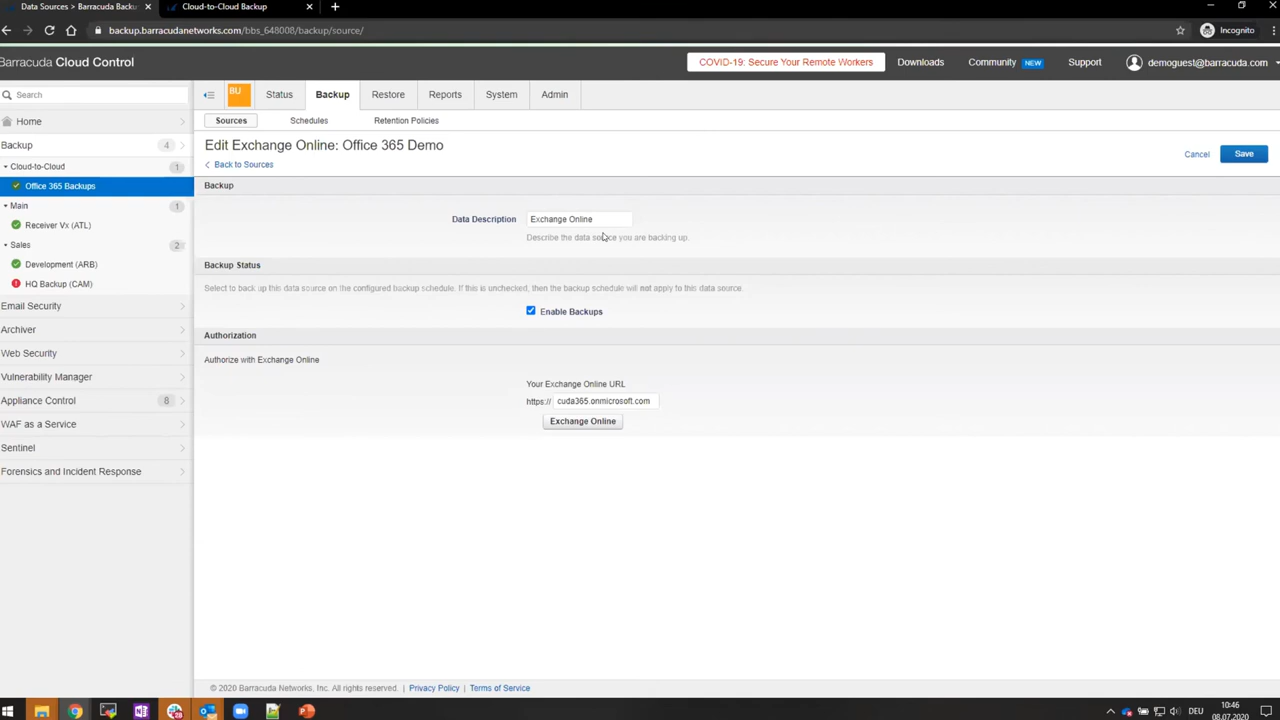 Data Sources > Barracuda Backup
Cloud-to-Cloud Backup
backup.barracudanetworks.com/bbs_648008/backup/source/
Incognito
Barracuda Cloud Control
COVID-19: Secure Your Remote Workers
Downloads
Community NEW
Support
demoguest@barracuda.com
Search
BU
Status
Backup
Restore
Reports
System
Admin
Home
Sources
Schedules
Retention Policies
Backup 4
Edit Exchange Online: Office 365 Demo
Cancel
Save
Back to Sources
Cloud-to-Cloud 1
Office 365 Backups
Main 1
Receiver Vx (ATL)
Sales 2
Development (ARB)
HQ Backup (CAM)
Email Security
Archiver
Web Security
Vulnerability Manager
Appliance Control 8
WAF as a Service
Sentinel
Forensics and Incident Response
Backup
Data Description Exchange Online
Describe the data source you are backing up.
Backup Status
Select to back up this data source on the configured backup schedule. If this is unchecked, then the backup schedule will not apply to this data source.
Enable Backups
Authorization
Authorize with Exchange Online
Your Exchange Online URL
https:// cuda365.onmicrosoft.com
Exchange Online
© 2020 Barracuda Networks, Inc. All rights reserved. | Privacy Policy | Terms of Service
28
DEU
10:46
08.07.2020